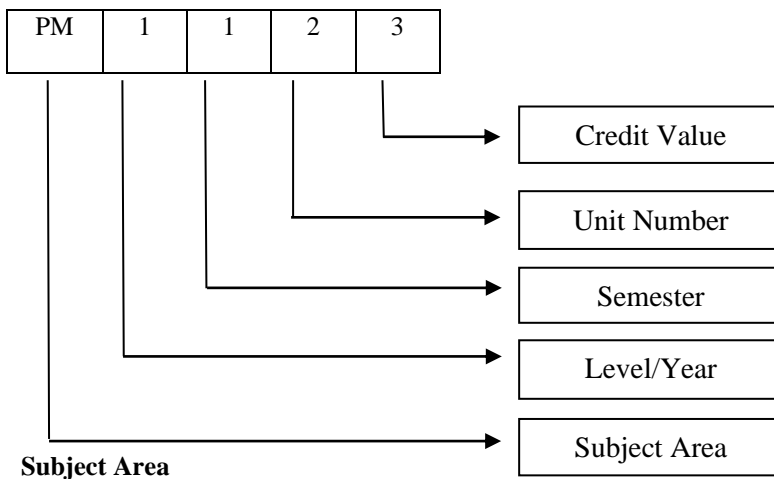 PM 1 1 2 3
Credit Value
Unit Number
Semester
Level/Year
Subject Area
Subject Area